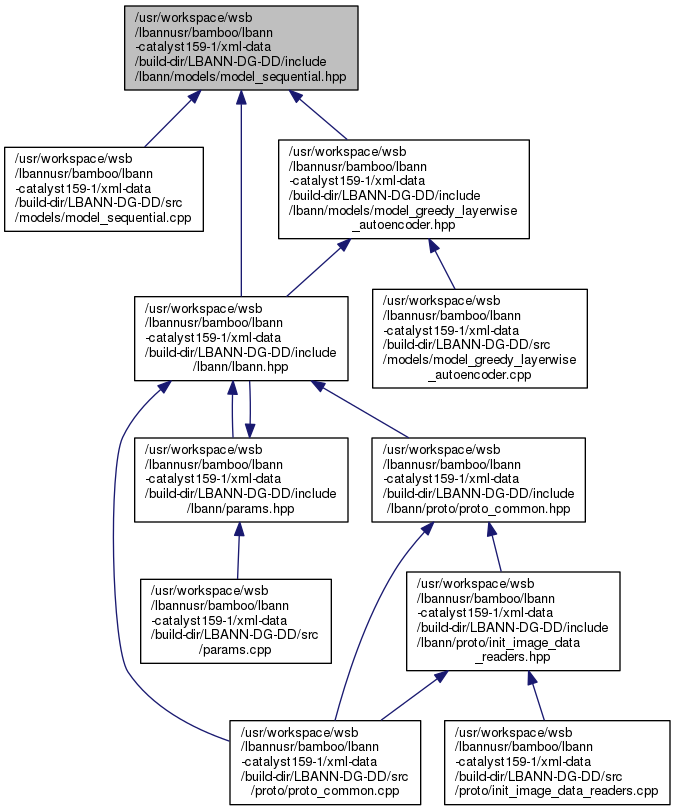 /usr/workspace/wsb
/lbannusr/bamboo/lbann
-catalyst159-1/xml-data
/build-dir/LBANN-DG-DD/include
/lbann/models/model_sequential.hpp
/usr/workspace/wsb
/lbannusr/bamboo/lbann
-catalyst159-1/xml-data
/build-dir/LBANN-DG-DD/src
/models/model_sequential.cpp
/usr/workspace/wsb
/lbannusr/bamboo/lbann
-catalyst159-1/xml-data
/build-dir/LBANN-DG-DD/include
/lbann/models/model_greedy_layerwise
_autoencoder.hpp
/usr/workspace/wsb
/lbannusr/bamboo/lbann
-catalyst159-1/xml-data
/build-dir/LBANN-DG-DD/include
/lbann/lbann.hpp
/usr/workspace/wsb
/lbannusr/bamboo/lbann
-catalyst159-1/xml-data
/build-dir/LBANN-DG-DD/src
/models/model_greedy_layerwise
_autoencoder.cpp
/usr/workspace/wsb
/lbannusr/bamboo/lbann
-catalyst159-1/xml-data
/build-dir/LBANN-DG-DD/include
/lbann/params.hpp
/usr/workspace/wsb
/lbannusr/bamboo/lbann
-catalyst159-1/xml-data
/build-dir/LBANN-DG-DD/include
/lbann/proto/proto_common.hpp
/usr/workspace/wsb
/lbannusr/bamboo/lbann
-catalyst159-1/xml-data
/build-dir/LBANN-DG-DD/src
/params.cpp
/usr/workspace/wsb
/lbannusr/bamboo/lbann
-catalyst159-1/xml-data
/build-dir/LBANN-DG-DD/include
/lbann/proto/init_image_data
_readers.hpp
/usr/workspace/wsb
/lbannusr/bamboo/lbann
-catalyst159-1/xml-data
/build-dir/LBANN-DG-DD/src
/proto/proto_common.cpp
/usr/workspace/wsb
/lbannusr/bamboo/lbann
-catalyst159-1/xml-data
/build-dir/LBANN-DG-DD/src
/proto/init_image_data_readers.cpp